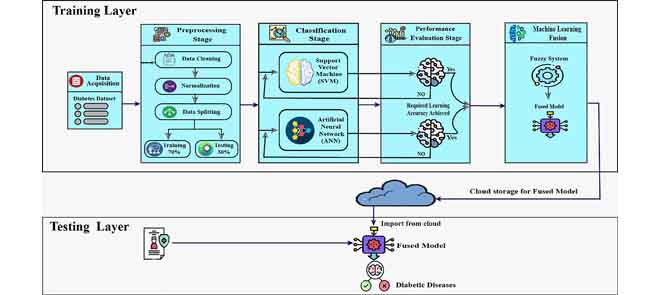 Training Layer
Data
Acquisition
Diabetes Dataset
Preprocessing
Stage
Data Cleaning
Normalization
Data Splitting
Training
70%
Testing
30%
Classification
Stage
Support
Vector
Machine
(SVM)
Artificial
Neural
Network
(ANN)
Performance
Evaluation Stage
Yes
NO
Required Learning
Accuracy Achieved
Yes
NO
Machine Learning
Fusion
Fuzzy System
Fused Model
Cloud storage for Fused Model
Testing Layer
Import from cloud
Fused Model
Diabetic Diseases